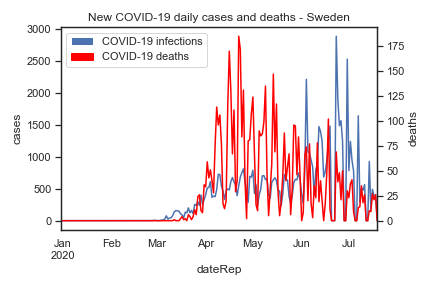 New COVID-19 daily cases and deaths - Sweden
COVID-19 infections
COVID-19 deaths
3000
2500
2000
1500
1000
500
0
cases
175
150
125
100
75
50
25
0
deaths
Jan Feb Mar Apr May Jun Jul
2020
dateRep